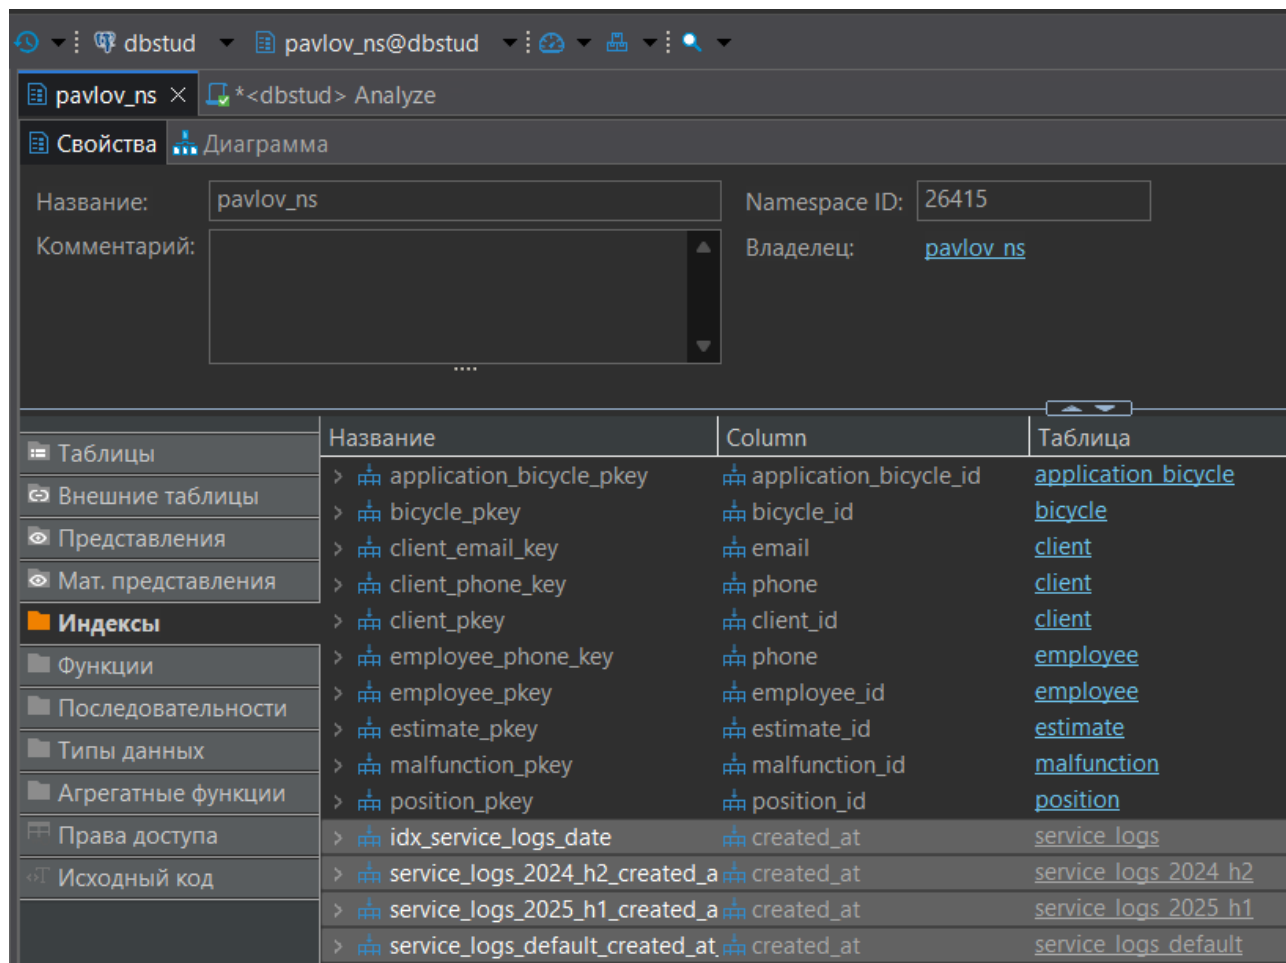 dbstud pavlov_ns@dbstud
pavlov_ns *<dbstud> Analyze
Свойства Диаграмма
Название: pavlov_ns Namespace ID: 26415
Комментарий: Владелец: pavlov_ns
Таблицы
Внешние таблицы
Представления
Мат. представления
Индексы
Функции
Последовательности
Типы данных
Агрегатные функции
Права доступа
Исходный код
Название Column Таблица
application_bicycle_pkey application_bicycle_id application_bicycle
bicycle_pkey bicycle_id bicycle
client_email_key email client
client_phone_key phone client
client_pkey client_id client
employee_phone_key phone employee
employee_pkey employee_id employee
estimate_pkey estimate_id estimate
malfunction_pkey malfunction_id malfunction
position_pkey position_id position
idx_service_logs_date created_at service_logs
service_logs_2024_h2_created_a created_at service_logs_2024_h2
service_logs_2025_h1_created_a created_at service_logs_2025_h1
service_logs_default_created_at_ created_at service_logs_default